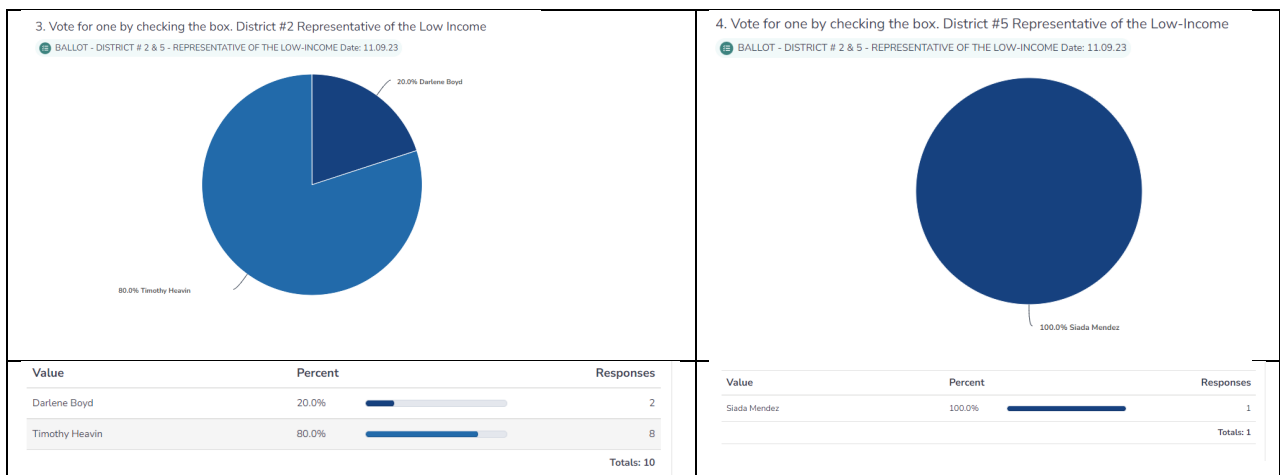 3. Vote for one by checking the box. District #2 Representative of the Low Income
BALLOT - DISTRICT # 2 & 5 - REPRESENTATIVE OF THE LOW-INCOME Date: 11.09.23
20.0% Darlene Boyd
80.0% Timothy Heavin
Value Percent Responses
Darlene Boyd 20.0% 2
Timothy Heavin 80.0% 8
Totals: 10
4. Vote for one by checking the box. District #5 Representative of the Low-Income
BALLOT - DISTRICT # 2 & 5 - REPRESENTATIVE OF THE LOW-INCOME Date: 11.09.23
100.0% Siada Mendez
Value Percent Responses
Siada Mendez 100.0% 1
Totals: 1